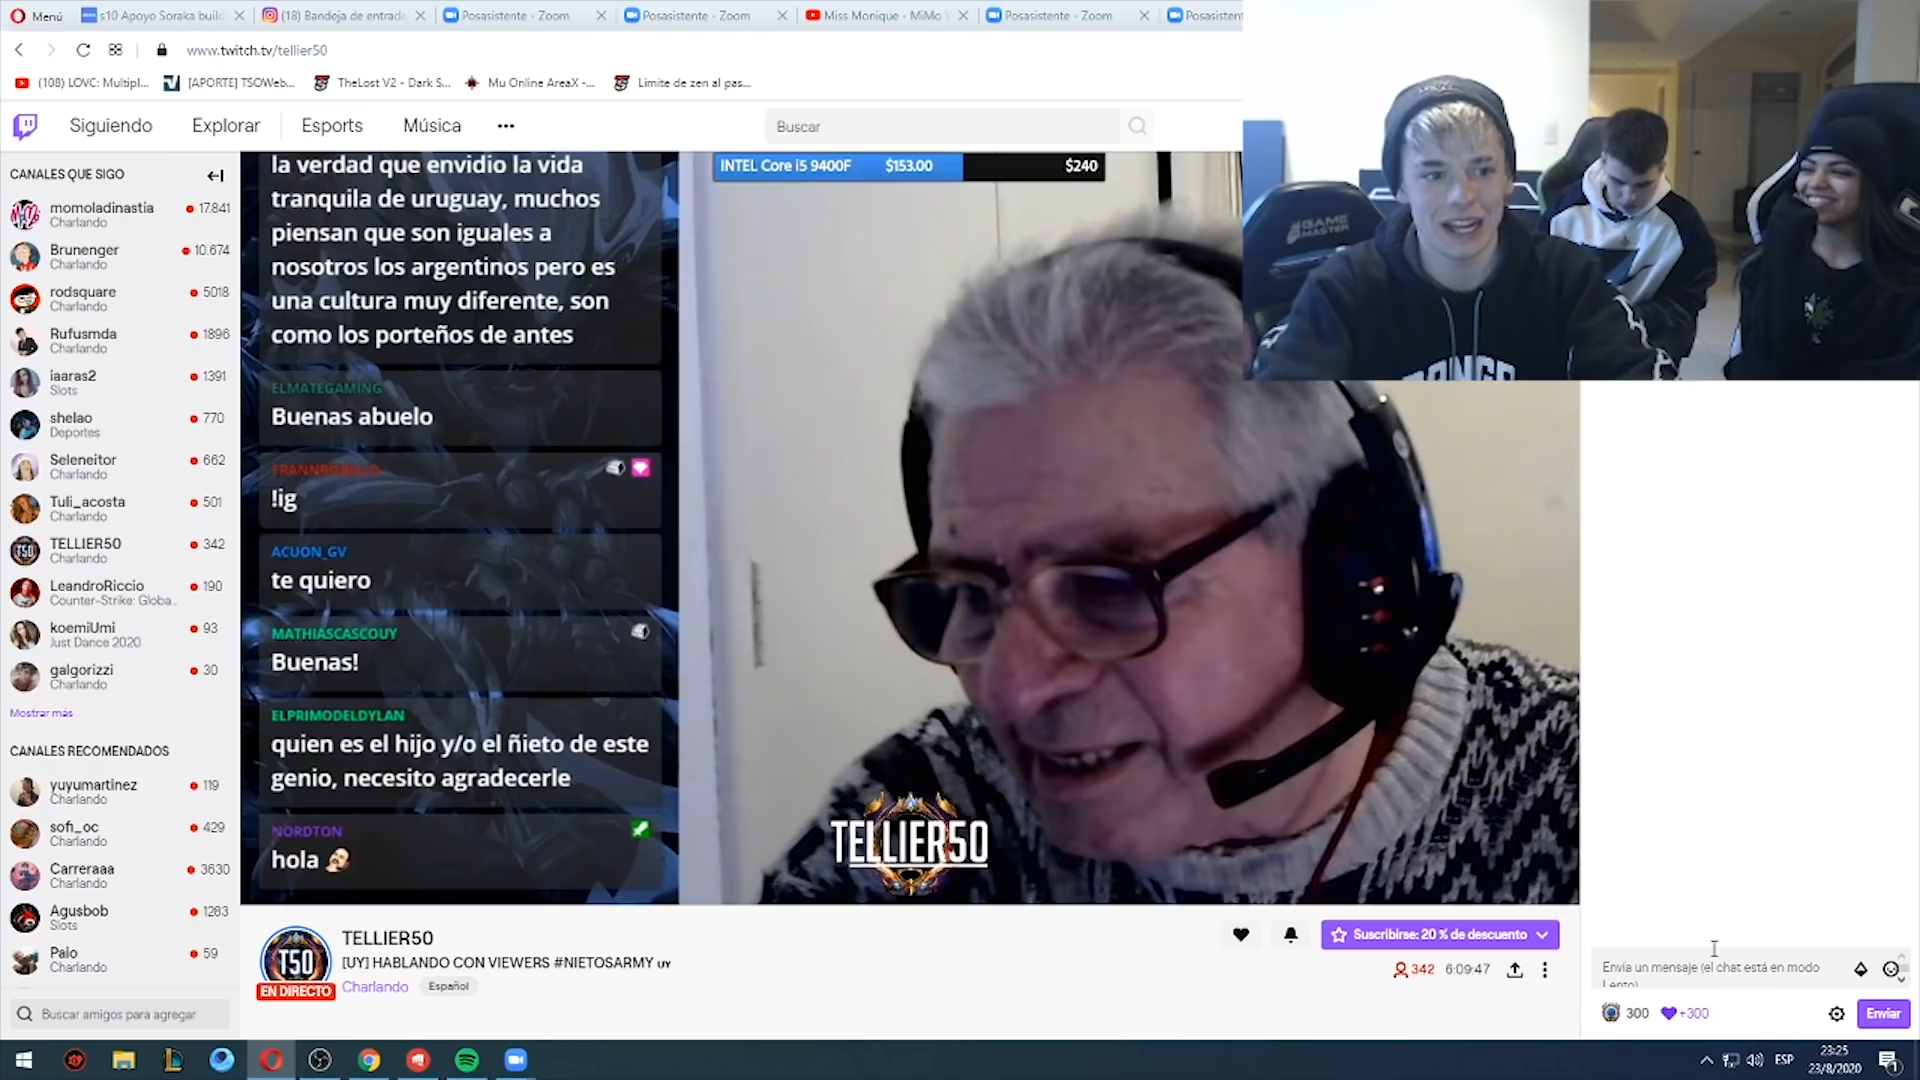 Menú
s10 Apoyo Soraka build
(18) Bandeja de entrada
Posasistente - Zoom
Posasistente - Zoom
Miss Monique - MiMo
Posasistente - Zoom
Posasistent
www.twitch.tv/tellier50
(108) LOVC: Multipl...
[APORTE] TSOWeb...
TheLost V2 - Dark S...
Mu Online AreaX -...
Limite de zen al pas...
Siguiendo
Explorar
Esports
Música
Buscar
CANALES QUE SIGO
momoladinastia 17.841
Charlando
Brunenger 10.674
Charlando
rodsquare 5018
Charlando
Rufusmda 1896
Charlando
iaaras2 1391
Slots
shelao 770
Deportes
Seleneitor 662
Charlando
Tuli_acosta 501
Charlando
TELLIER50 342
Charlando
LeandroRiccio 190
Counter-Strike: Globa...
koemiUmi 93
Just Dance 2020
galgorizzi 30
Charlando
Mostrar más
CANALES RECOMENDADOS
yuyumartinez 119
Charlando
sofi_oc 429
Charlando
Carreraaa 3630
Charlando
Agusbob 1283
Slots
Palo 59
Charlando
Buscar amigos para agregar
la verdad que envidio la vida
tranquila de uruguay, muchos
piensan que son iguales a
nosotros los argentinos pero es
una cultura muy diferente, son
como los porteños de antes
ELMATEGAMING
Buenas abuelo
!ig
ACUON_GV
te quiero
MATHIASCASCOUY
Buenas!
ELPRIMODELDYLAN
quien es el hijo y/o el ñieto de este
genio, necesito agradecerle
NORDTON
hola
INTEL Core i5 9400F $153.00 $240
GAME
MASTER
TELLIER50
T50
EN DIRECTO
TELLIER50
[UY] HABLANDO CON VIEWERS #NIETOSARMY UY
Charlando
Español
Suscribirse: 20 % de descuento
342
6:09:47
Envía un mensaje (el chat está en modo
Lento)
300
+300
Enviar
ESP
23:25
23/8/2020
1